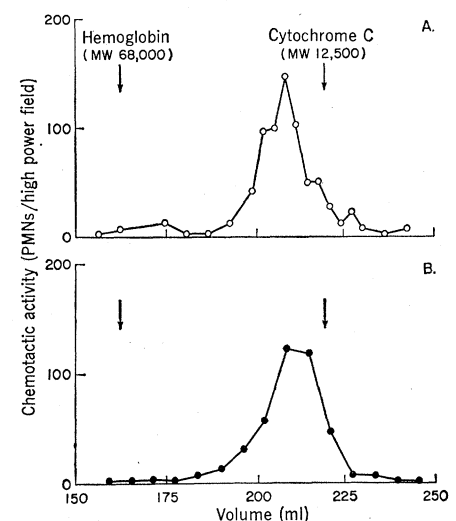 A.
Hemoglobin
(MW 68,000)
Cytochrome C
(MW 12,500)
200
100
0
B.
200
100
0
150
175
200
225
250
Volume (ml)
Chemotactic activity (PMNs/high power field)